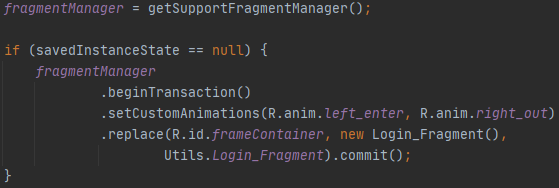 fragmentManager = getSupportFragmentManager();
if (savedInstanceState == null) {
fragmentManager
.beginTransaction()
.setCustomAnimations(R.anim.left_enter, R.anim.right_out)
.replace(R.id.frameContainer, new Login_Fragment(),
Utils.Login_Fragment).commit();
}